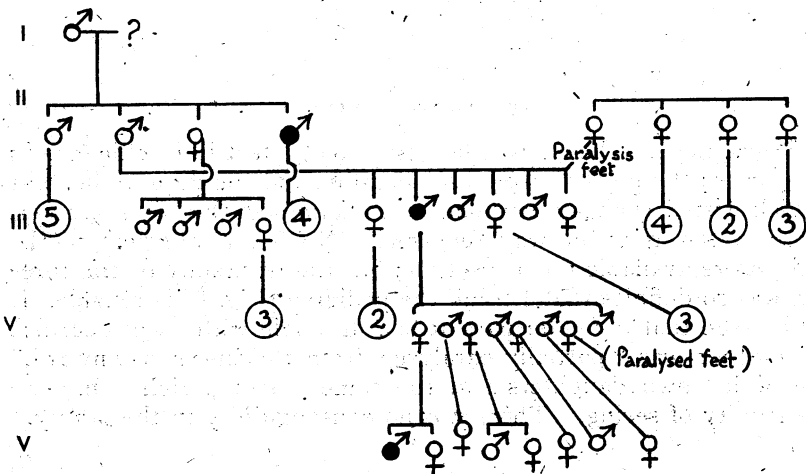 I
?
II
Paralysis
feet
III 5 4 4 2 3
3 2 3
V
(Paralysed feet)
V